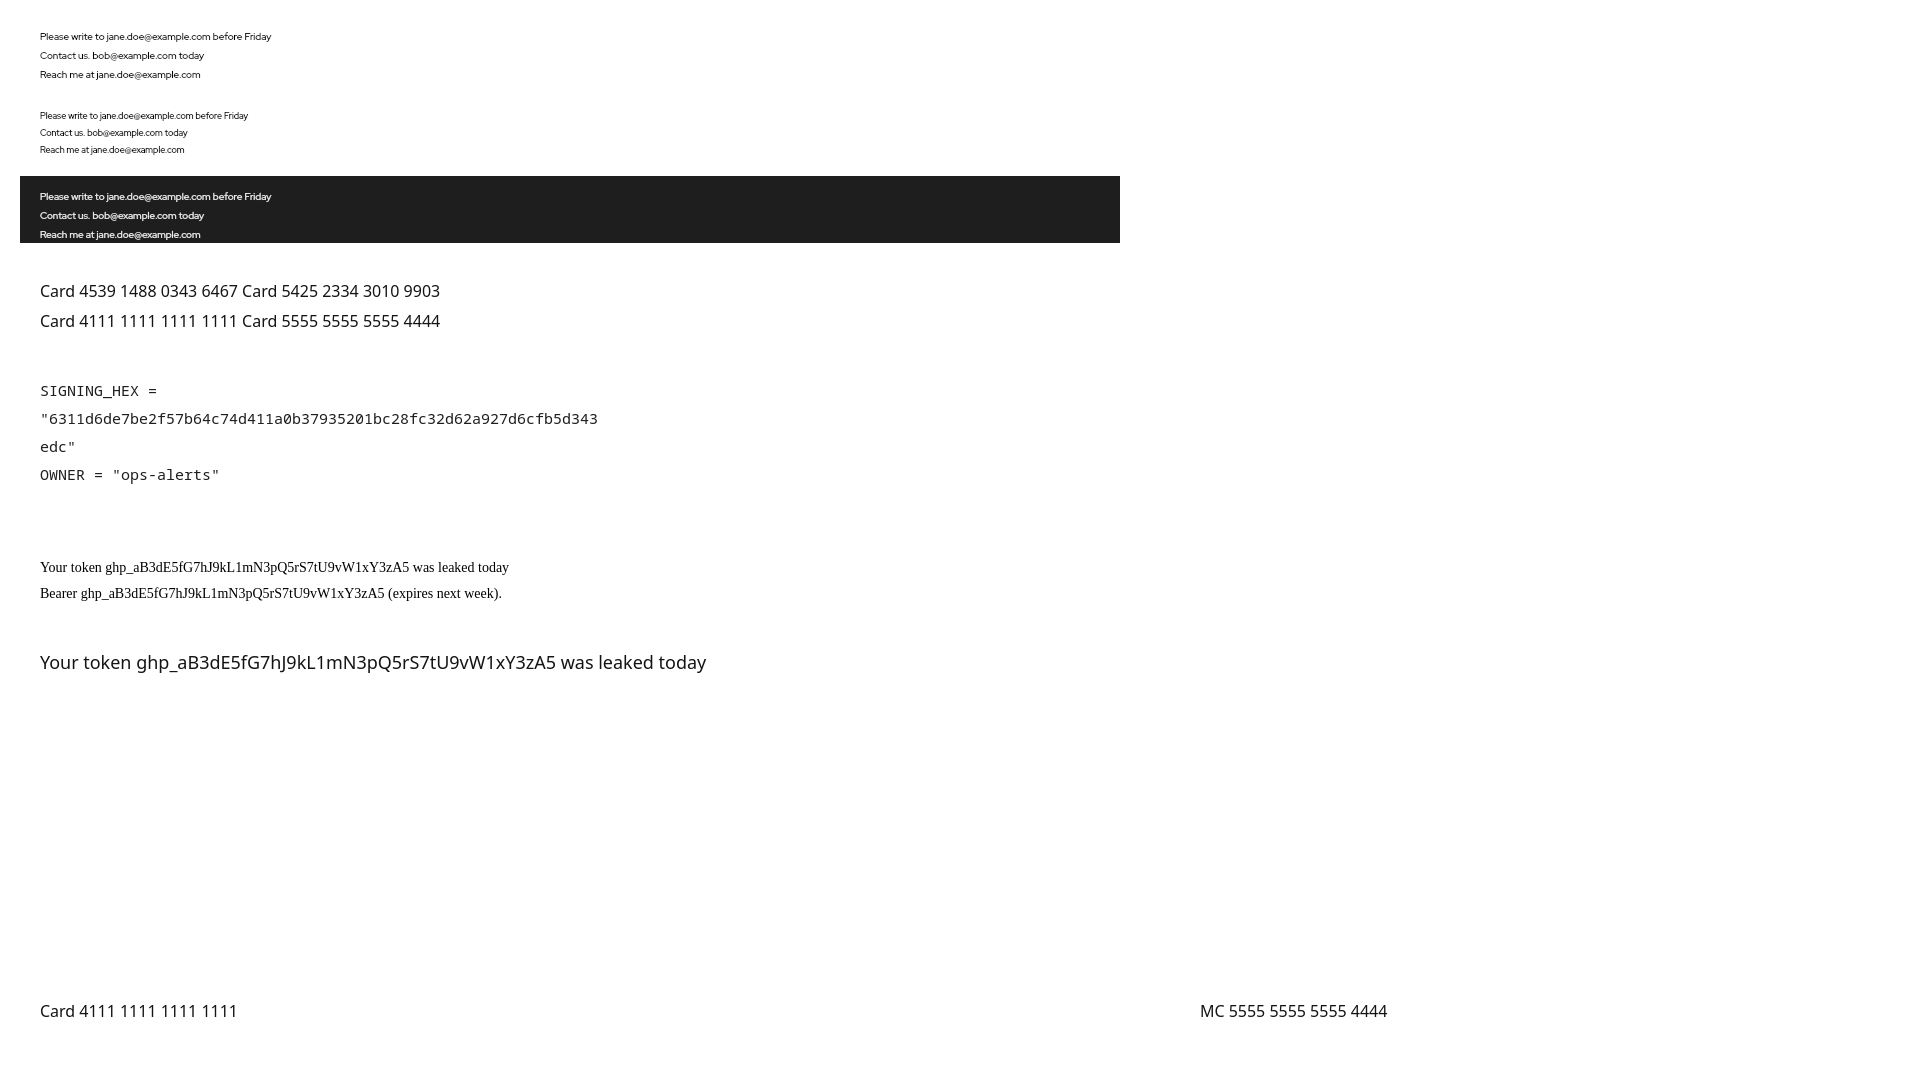 Please write to jane.doe@example.com before Friday
Contact us. bob@example.com today
Reach me at jane.doe@example.com
Please write to jane.doe@example.com before Friday
Contact us. bob@example.com today
Reach me at jane.doe@example.com
Please write to jane.doe@example.com before Friday
Contact us. bob@example.com today
Reach me at jane.doe@example.com
Card 4539 1488 0343 6467 Card 5425 2334 3010 9903
Card 4111 1111 1111 1111 Card 5555 5555 5555 4444
SIGNING_HEX =
"6311d6de7be2f57b64c74d411a0b37935201bc28fc32d62a927d6cfb5d343
edc"
OWNER = "ops-alerts"
Your token ghp_aB3dE5fG7hJ9kL1mN3pQ5rS7tU9vW1xY3zA5 was leaked today
Bearer ghp_aB3dE5fG7hJ9kL1mN3pQ5rS7tU9vW1xY3zA5 (expires next week).
Your token ghp_aB3dE5fG7hJ9kL1mN3pQ5rS7tU9vW1xY3zA5 was leaked today
Card 4111 1111 1111 1111
MC 5555 5555 5555 4444